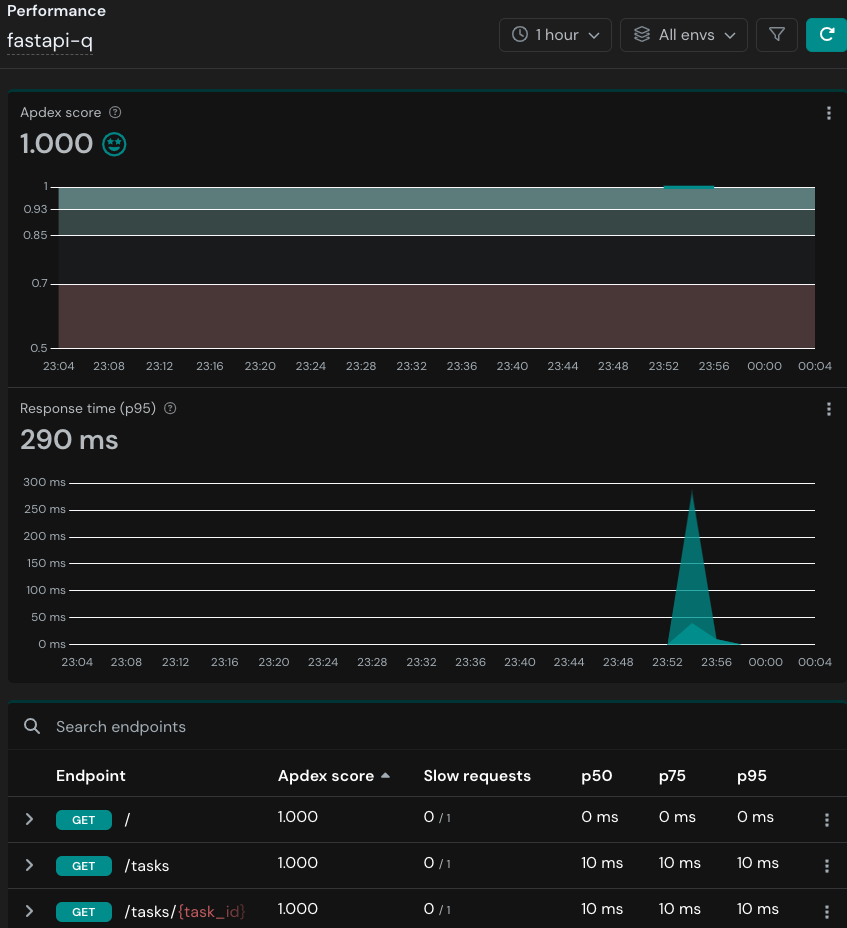 Performance
fastapi-q
1 hour
All envs
Apdex score
1.000
1
0.93
0.85
0.7
0.5
23:04 23:08 23:12 23:16 23:20 23:24 23:28 23:32 23:36 23:40 23:44 23:48 23:52 23:56 00:00 00:04
Response time (p95)
290 ms
300 ms
250 ms
200 ms
150 ms
100 ms
50 ms
0 ms
23:04 23:08 23:12 23:16 23:20 23:24 23:28 23:32 23:36 23:40 23:44 23:48 23:52 23:56 00:00 00:04
Search endpoints
Endpoint Apdex score Slow requests p50 p75 p95
GET / 1.000 0 / 1 0 ms 0 ms 0 ms
GET /tasks 1.000 0 / 1 10 ms 10 ms 10 ms
GET /tasks/{task_id} 1.000 0 / 1 10 ms 10 ms 10 ms